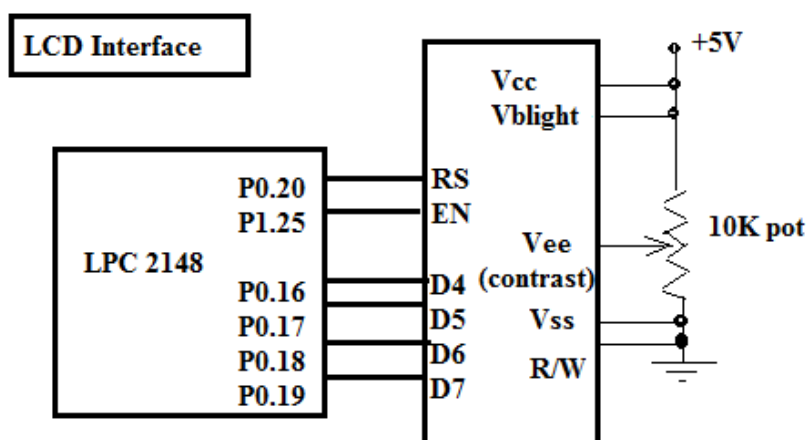 LCD Interface
+5V
Vcc
Vblight
P0.20
RS
P1.25
EN
10K pot
LPC 2148
Vee
(contrast)
P0.16
D4
P0.17
D5
Vss
P0.18
D6
R/W
P0.19
D7